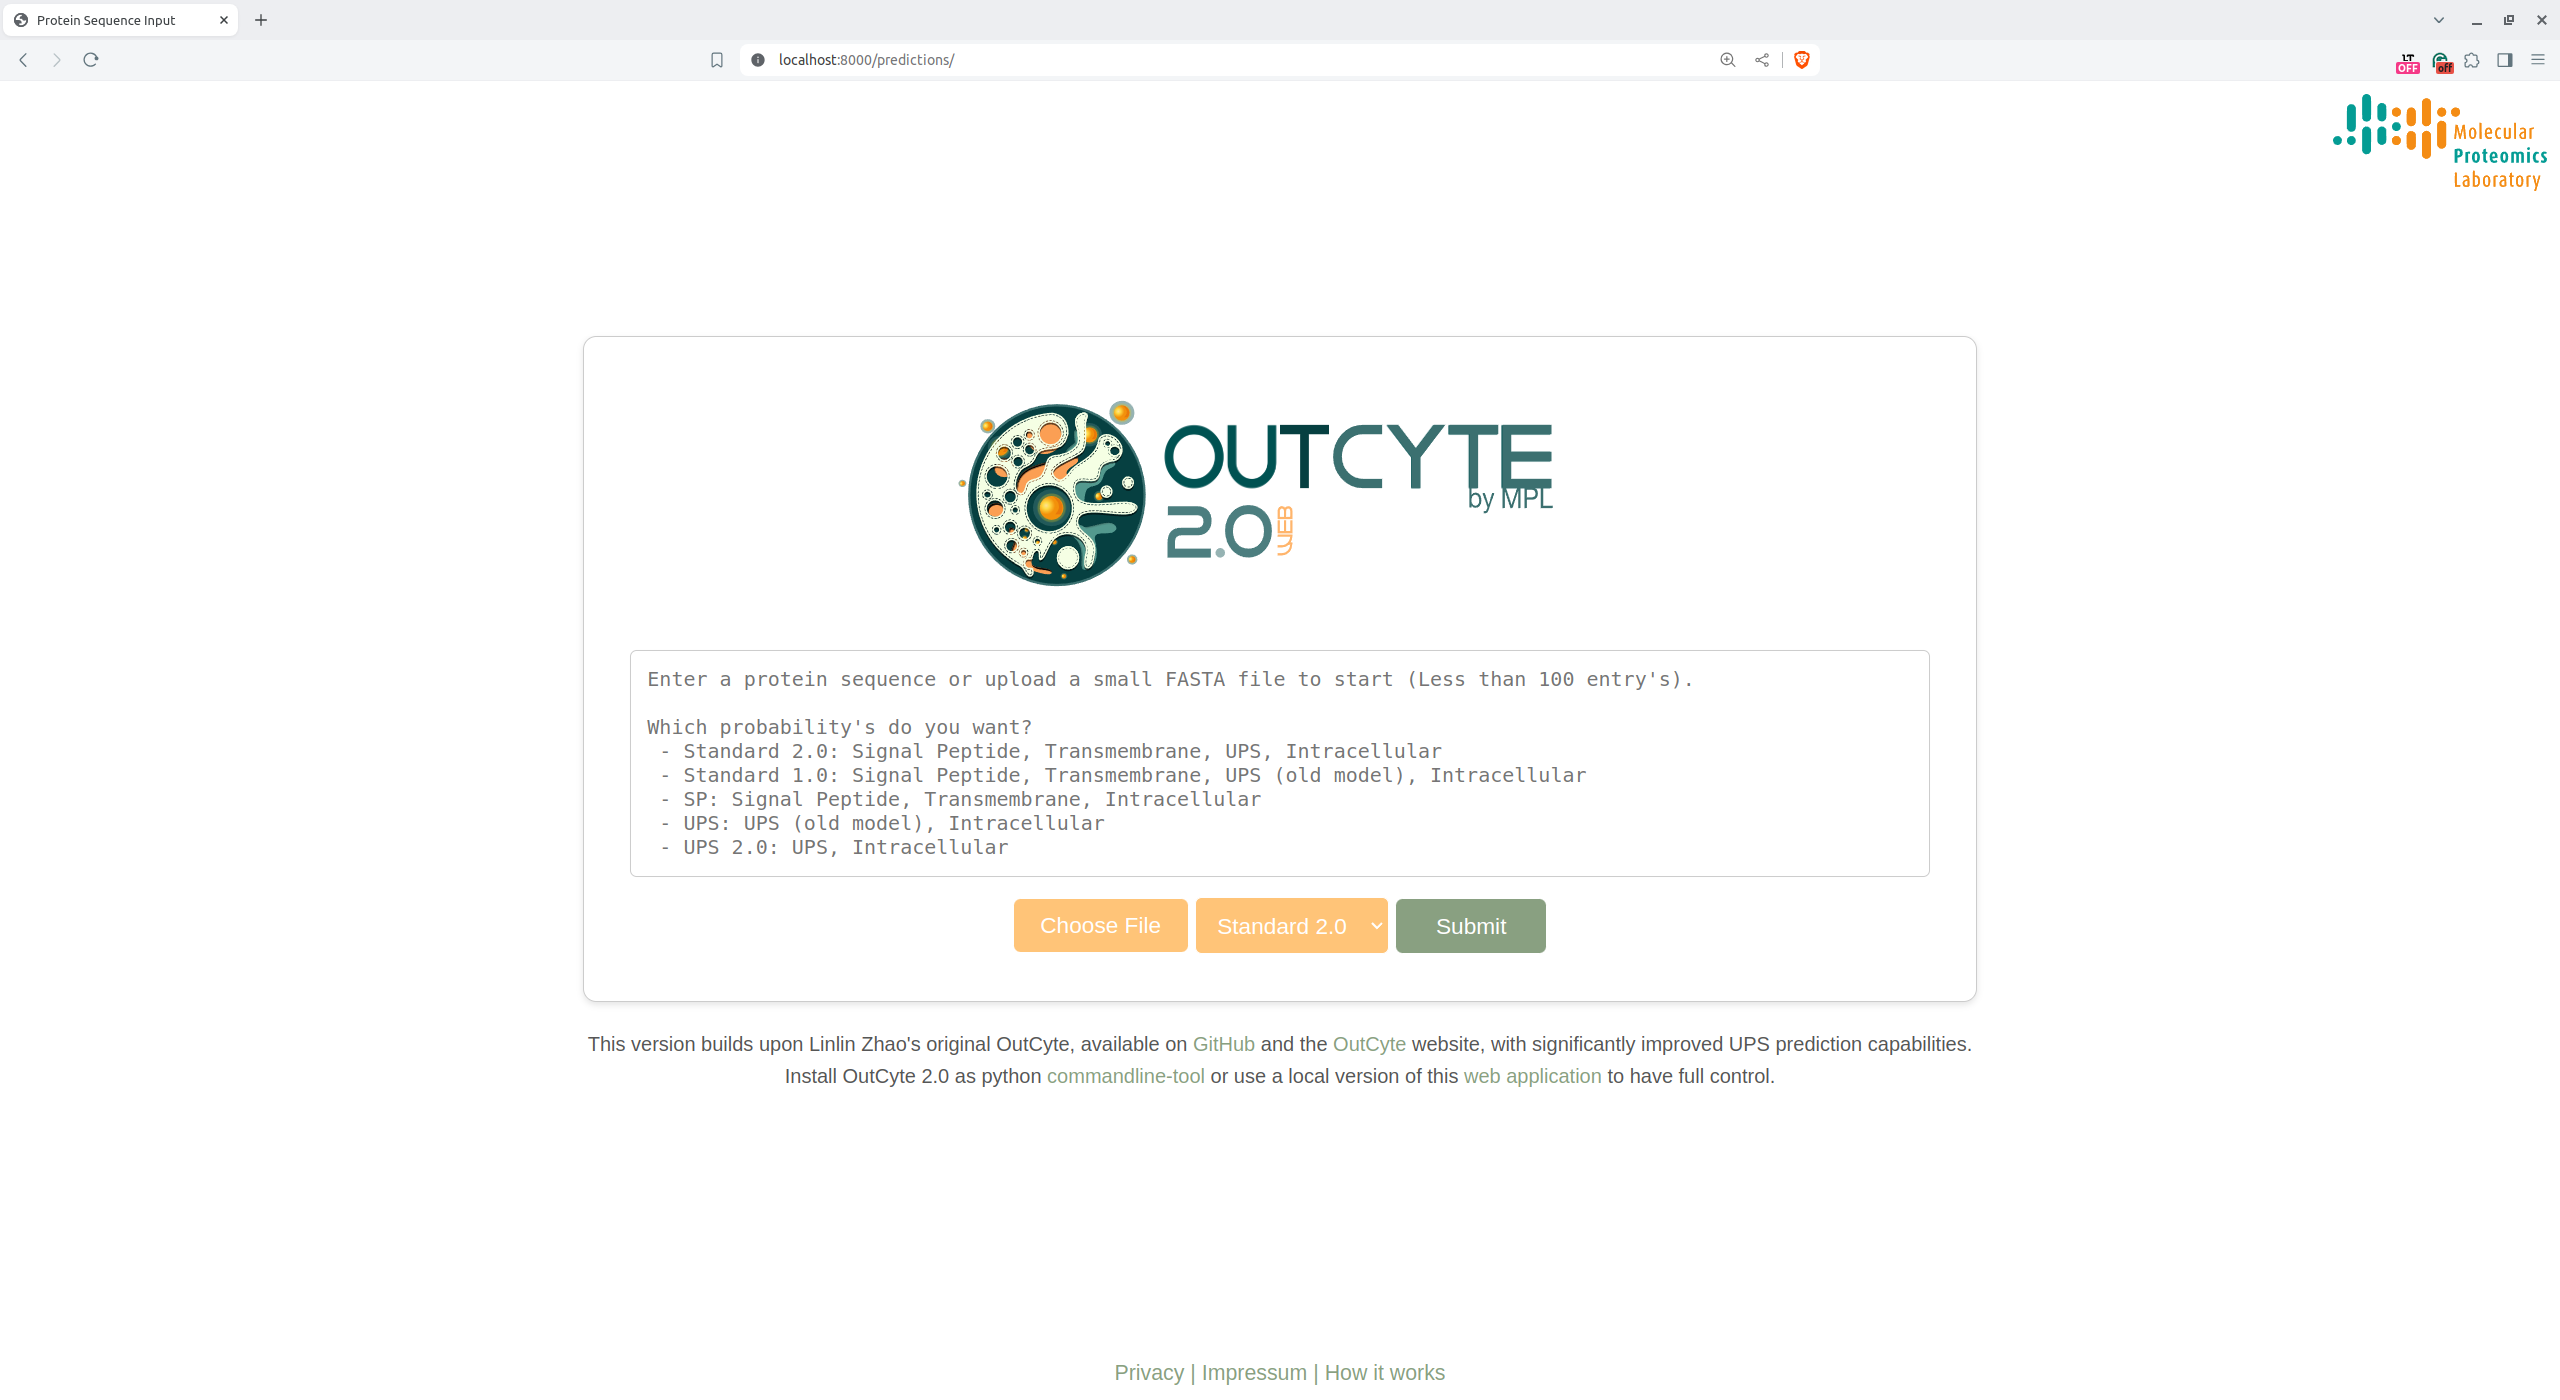 Protein Sequence Input
localhost:8000/predictions/
LT
OFF
off
Molecular
Proteomics
Laboratory
OUTCYTE
by MPL
2.0 WEB
Enter a protein sequence or upload a small FASTA file to start (Less than 100 entry's).
Which probability's do you want?
- Standard 2.0: Signal Peptide, Transmembrane, UPS, Intracellular
- Standard 1.0: Signal Peptide, Transmembrane, UPS (old model), Intracellular
- SP: Signal Peptide, Transmembrane, Intracellular
- UPS: UPS (old model), Intracellular
- UPS 2.0: UPS, Intracellular
Choose File
Standard 2.0
Submit
This version builds upon Linlin Zhao's original OutCyte, available on GitHub and the OutCyte website, with significantly improved UPS prediction capabilities.
Install OutCyte 2.0 as python commandline-tool or use a local version of this web application to have full control.
Privacy | Impressum | How it works